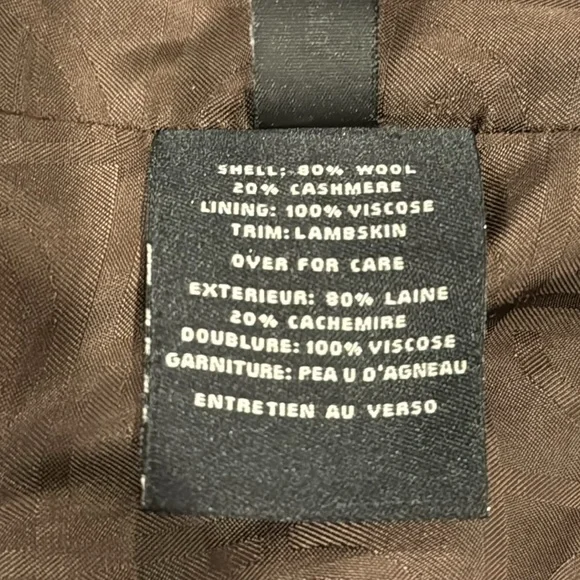 SHELL: 80% WOOL
20% CASHMERE
LINING: 100% VISCOSE
TRIM: LAMBSKIN
OVER FOR CARE
EXTERIEUR: 80% LAINE
20% CACHEMIRE
DOUBLURE: 100% VISCOSE
GARNITURE: PEA U D'AGNEAU
ENTRETIEN AU VERSO